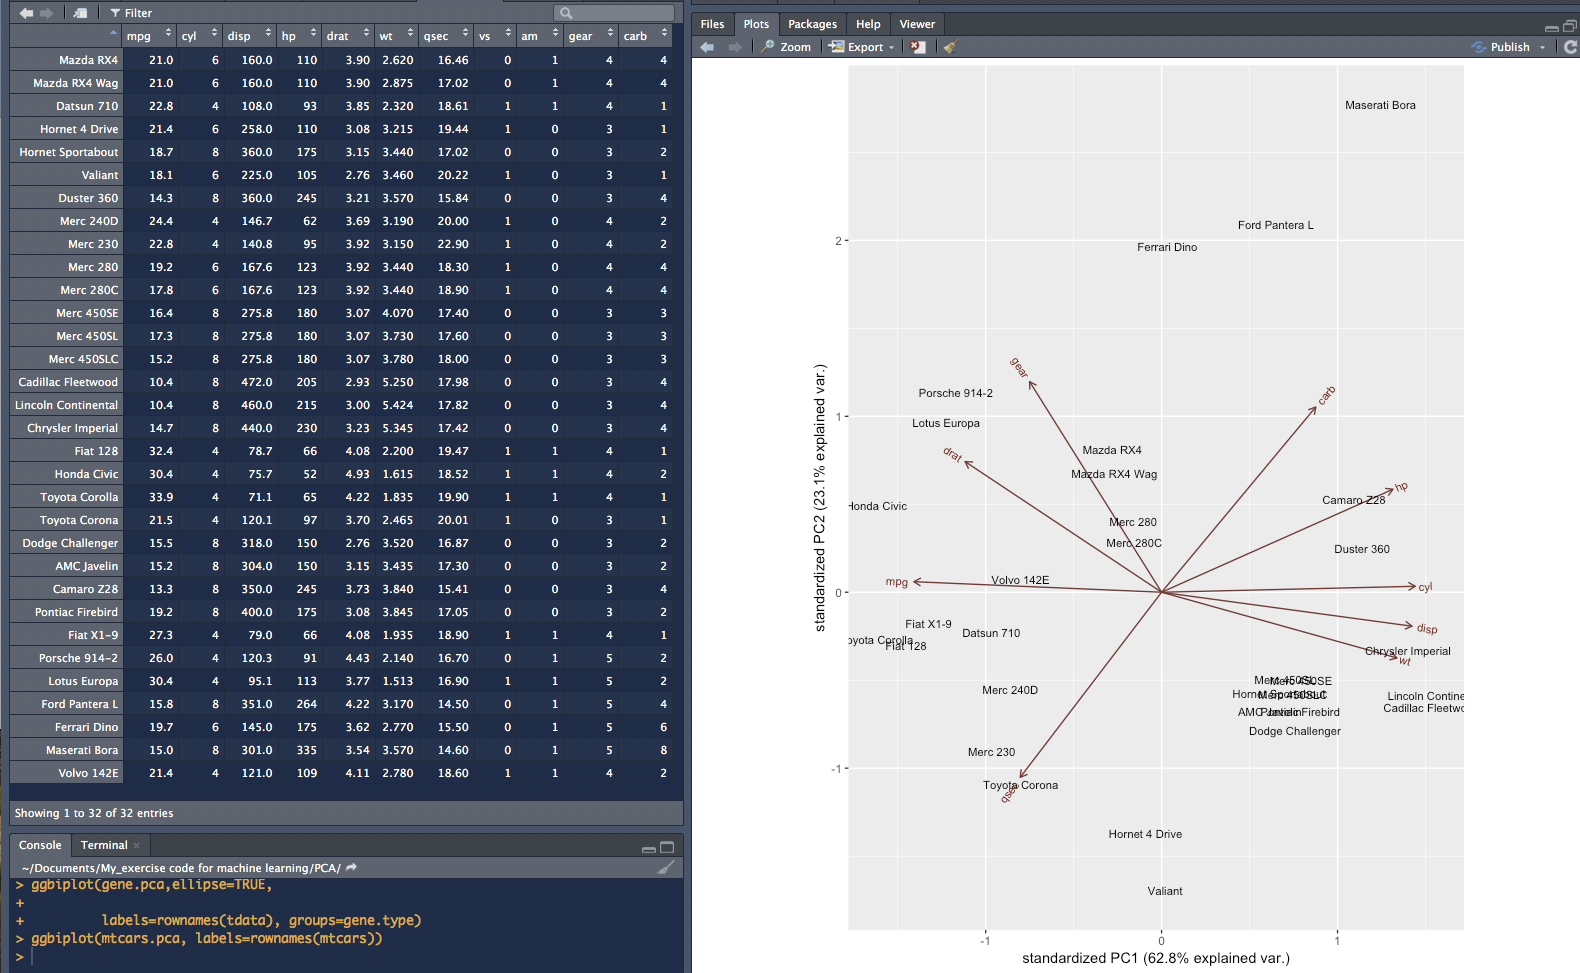 Filter
mpg cyl disp hp drat wt qsec vs am gear carb
Mazda RX4 21.0 6 160.0 110 3.90 2.620 16.46 0 1 4 4
Mazda RX4 Wag 21.0 6 160.0 110 3.90 2.875 17.02 0 1 4 4
Datsun 710 22.8 4 108.0 93 3.85 2.320 18.61 1 1 4 1
Hornet 4 Drive 21.4 6 258.0 110 3.08 3.215 19.44 1 0 3 1
Hornet Sportabout 18.7 8 360.0 175 3.15 3.440 17.02 0 0 3 2
Valiant 18.1 6 225.0 105 2.76 3.460 20.22 1 0 3 1
Duster 360 14.3 8 360.0 245 3.21 3.570 15.84 0 0 3 4
Merc 240D 24.4 4 146.7 62 3.69 3.190 20.00 1 0 4 2
Merc 230 22.8 4 140.8 95 3.92 3.150 22.90 1 0 4 2
Merc 280 19.2 6 167.6 123 3.92 3.440 18.30 1 0 4 4
Merc 280C 17.8 6 167.6 123 3.92 3.440 18.90 1 0 4 4
Merc 450SE 16.4 8 275.8 180 3.07 4.070 17.40 0 0 3 3
Merc 450SL 17.3 8 275.8 180 3.07 3.730 17.60 0 0 3 3
Merc 450SLC 15.2 8 275.8 180 3.07 3.780 18.00 0 0 3 3
Cadillac Fleetwood 10.4 8 472.0 205 2.93 5.250 17.98 0 0 3 4
Lincoln Continental 10.4 8 460.0 215 3.00 5.424 17.82 0 0 3 4
Chrysler Imperial 14.7 8 440.0 230 3.23 5.345 17.42 0 0 3 4
Fiat 128 32.4 4 78.7 66 4.08 2.200 19.47 1 1 4 1
Honda Civic 30.4 4 75.7 52 4.93 1.615 18.52 1 1 4 2
Toyota Corolla 33.9 4 71.1 65 4.22 1.835 19.90 1 1 4 1
Toyota Corona 21.5 4 120.1 97 3.70 2.465 20.01 1 0 3 1
Dodge Challenger 15.5 8 318.0 150 2.76 3.520 16.87 0 0 3 2
AMC Javelin 15.2 8 304.0 150 3.15 3.435 17.30 0 0 3 2
Camaro Z28 13.3 8 350.0 245 3.73 3.840 15.41 0 0 3 4
Pontiac Firebird 19.2 8 400.0 175 3.08 3.845 17.05 0 0 3 2
Fiat X1-9 27.3 4 79.0 66 4.08 1.935 18.90 1 1 4 1
Porsche 914-2 26.0 4 120.3 91 4.43 2.140 16.70 0 1 5 2
Lotus Europa 30.4 4 95.1 113 3.77 1.513 16.90 1 1 5 2
Ford Pantera L 15.8 8 351.0 264 4.22 3.170 14.50 0 1 5 4
Ferrari Dino 19.7 6 145.0 175 3.62 2.770 15.50 0 1 5 6
Maserati Bora 15.0 8 301.0 335 3.54 3.570 14.60 0 1 5 8
Volvo 142E 21.4 4 121.0 109 4.11 2.780 18.60 1 1 4 2
Showing 1 to 32 of 32 entries
Console Terminal
~/Documents/My_exercise code for machine learning/PCA/
> ggbiplot(gene.pca,ellipse=TRUE,
+
+ labels=rownames(tdata), groups=gene.type)
> ggbiplot(mtcars.pca, labels=rownames(mtcars))
>
Files Plots Packages Help Viewer
Zoom Export Publish
Maserati Bora
Ford Pantera L
2
Ferrari Dino
gear
Porsche 914-2
carb
1
Lotus Europa
drat
Mazda RX4
Mazda RX4 Wag
hp
Camaro Z28
Honda Civic
Merc 280
Merc 280C
Duster 360
mpg
Volvo 142E
cyl
0
Fiat X1-9
Datsun 710
disp
oyota Corolla
Fiat 128
Chrysler Imperial
wt
Merc 450SL
Merc 450SE
Merc 240D
Hornet Sportabout
Merc 450SLC
Lincoln Contine
Cadillac Fleetwo
AMC Javelin
Pontiac Firebird
Dodge Challenger
Merc 230
-1
Toyota Corona
qsec
Hornet 4 Drive
Valiant
-1 0 1
standardized PC1 (62.8% explained var.)
standardized PC2 (23.1% explained var.)